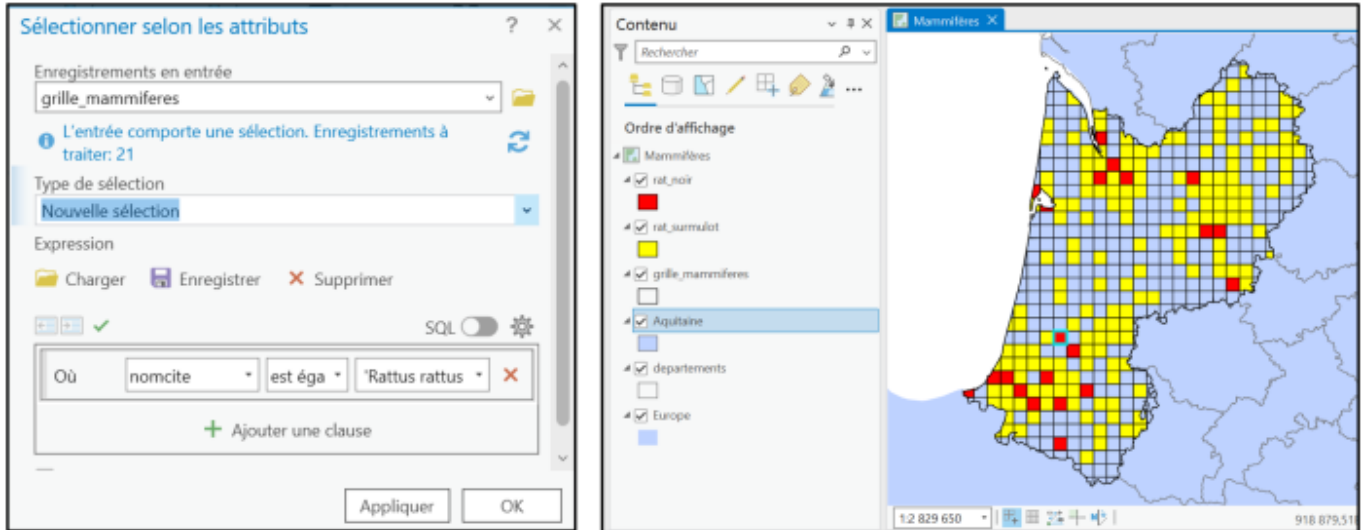 Sélectionner selon les attributs
Enregistrements en entrée
grille_mammiferes
L'entrée comporte une sélection. Enregistrements à
traiter: 21
Type de sélection
Nouvelle sélection
Expression
Charger Enregistrer Supprimer
SQL
Où nomcite est éga 'Rattus rattus
Ajouter une clause
Appliquer OK
Contenu
Rechercher
Ordre d'affichage
Mammifères
rat_noir
rat_surmulot
grille_mammiferes
Aquitaine
departements
Europe
Mammifères
1:2 829 650
918 879,51